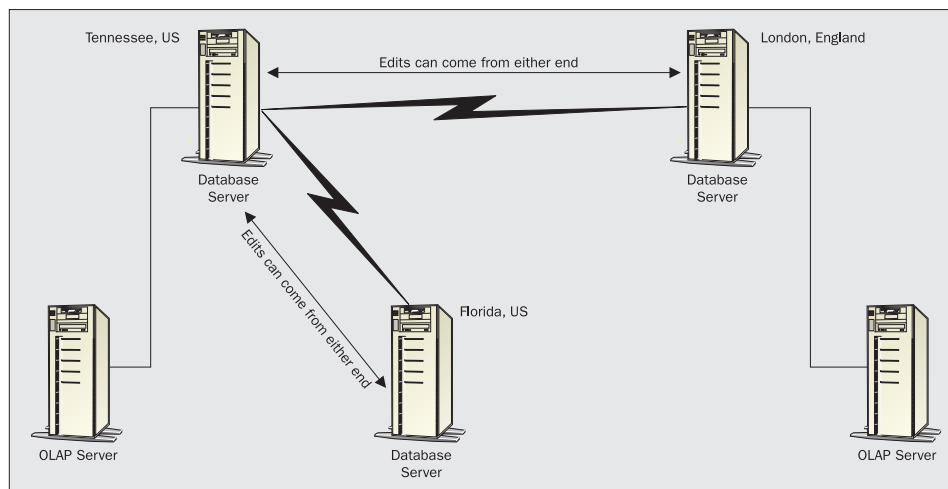 Tennessee, US
London, England
Edits can come from either end
Database
Server
Database
Server
Edits can come from either end
Florida, US
OLAP Server
Database
Server
OLAP Server